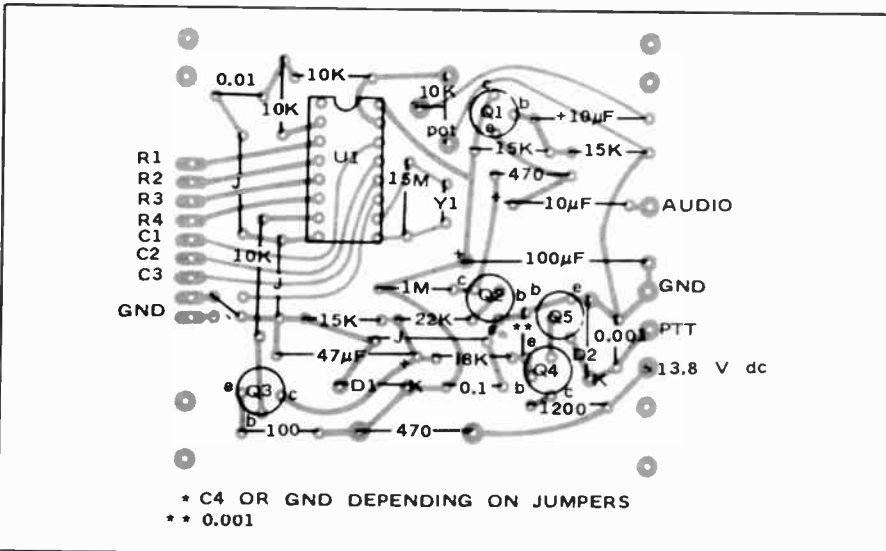 0.01
10K
10K
10K
pot
c
Q1
b
e
+10µF
U1
15K
15K
R1
R2
R3
R4
C1
C2
C3
GND
J
15M
Y1
470
+
10µF
AUDIO
10K
J
+
100µF
GND
1M
c
Q2
b
b
e
Q5
15K
22K
**
e
J
D2
0.001
PTT
47µF
+
18K
Q4
K
13.8 V dc
e
Q3
c
b
D1
K
0.1
b
c
1200
100
470
* C4 OR GND DEPENDING ON JUMPERS
** 0.001